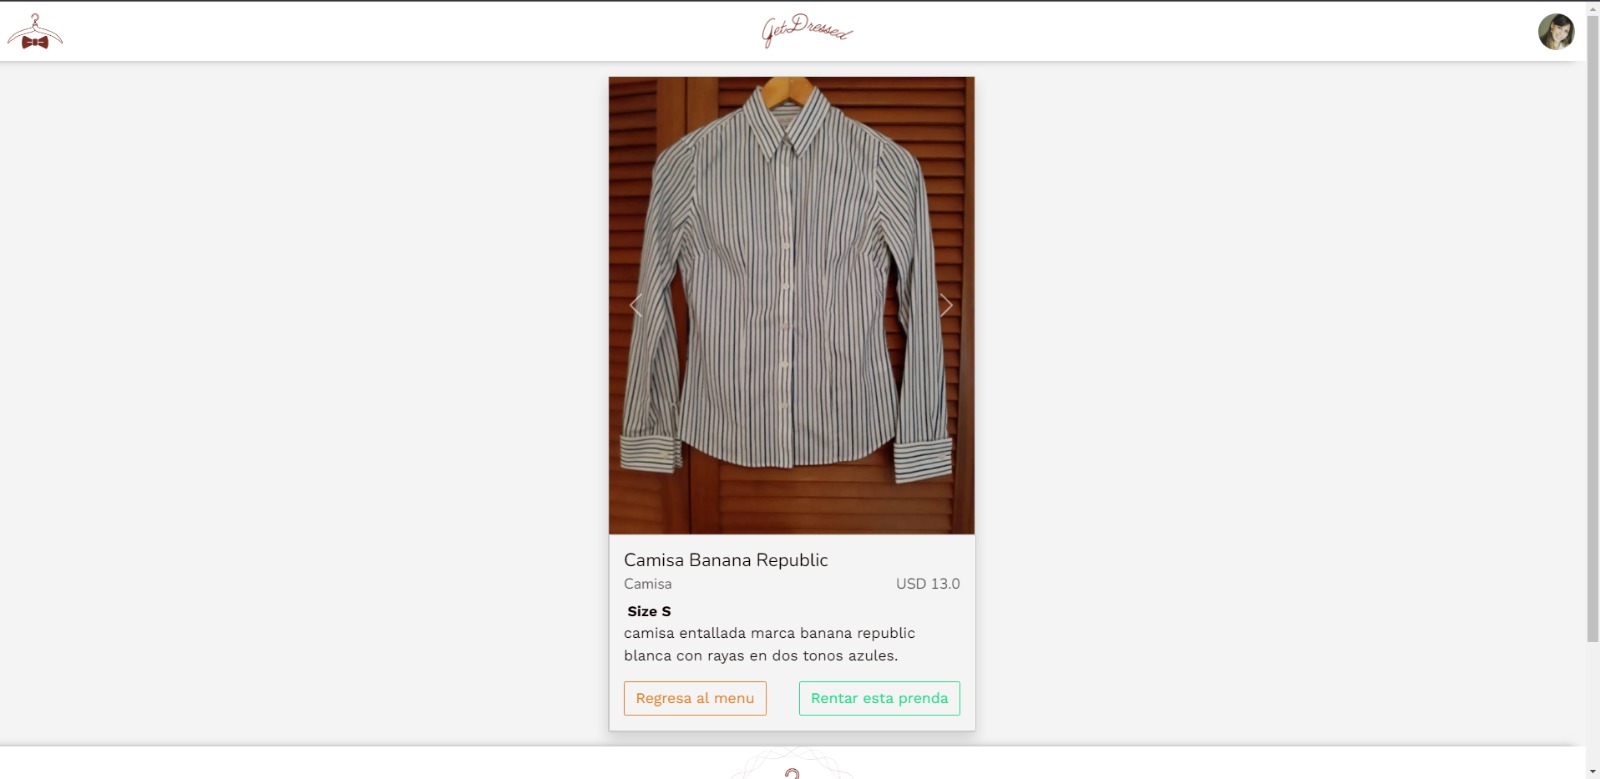 GetDressed
Camisa Banana Republic
Camisa
USD 13.0
Size S
camisa entallada marca banana republic
blanca con rayas en dos tonos azules.
Regresa al menu
Rentar esta prenda